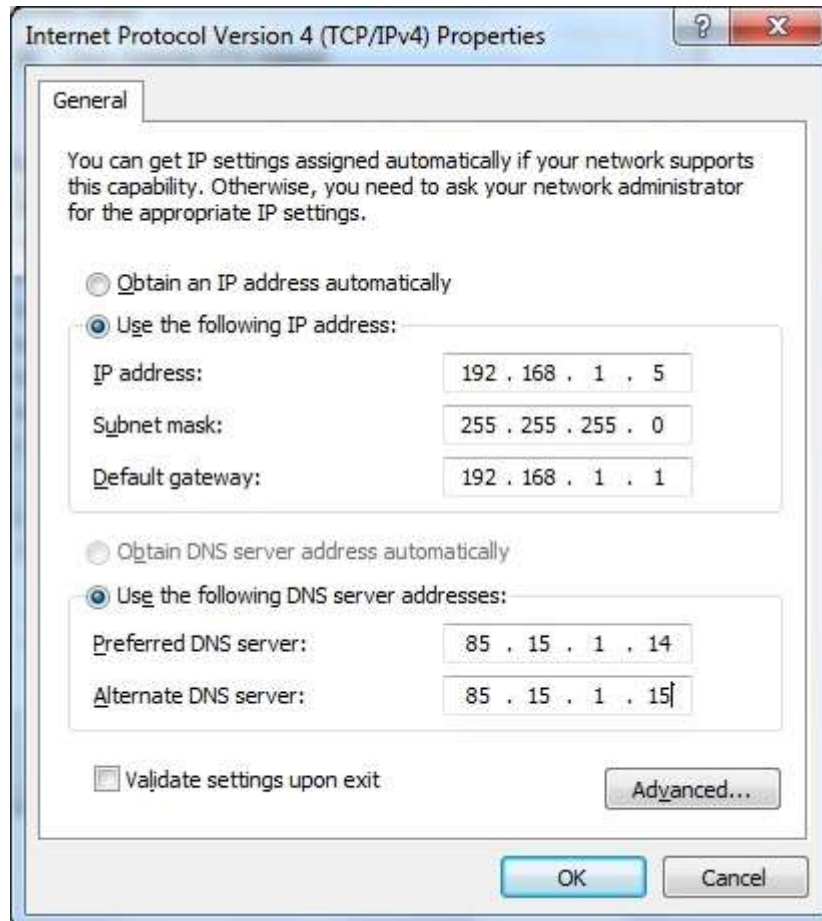 Internet Protocol Version 4 (TCP/IPv4) Properties
General
You can get IP settings assigned automatically if your network supports
this capability. Otherwise, you need to ask your network administrator
for the appropriate IP settings.
Obtain an IP address automatically
Use the following IP address:
IP address: 192 . 168 . 1 . 5
Subnet mask: 255 . 255 . 255 . 0
Default gateway: 192 . 168 . 1 . 1
Obtain DNS server address automatically
Use the following DNS server addresses:
Preferred DNS server: 85 . 15 . 1 . 14
Alternate DNS server: 85 . 15 . 1 . 15
Validate settings upon exit
Advanced...
OK Cancel